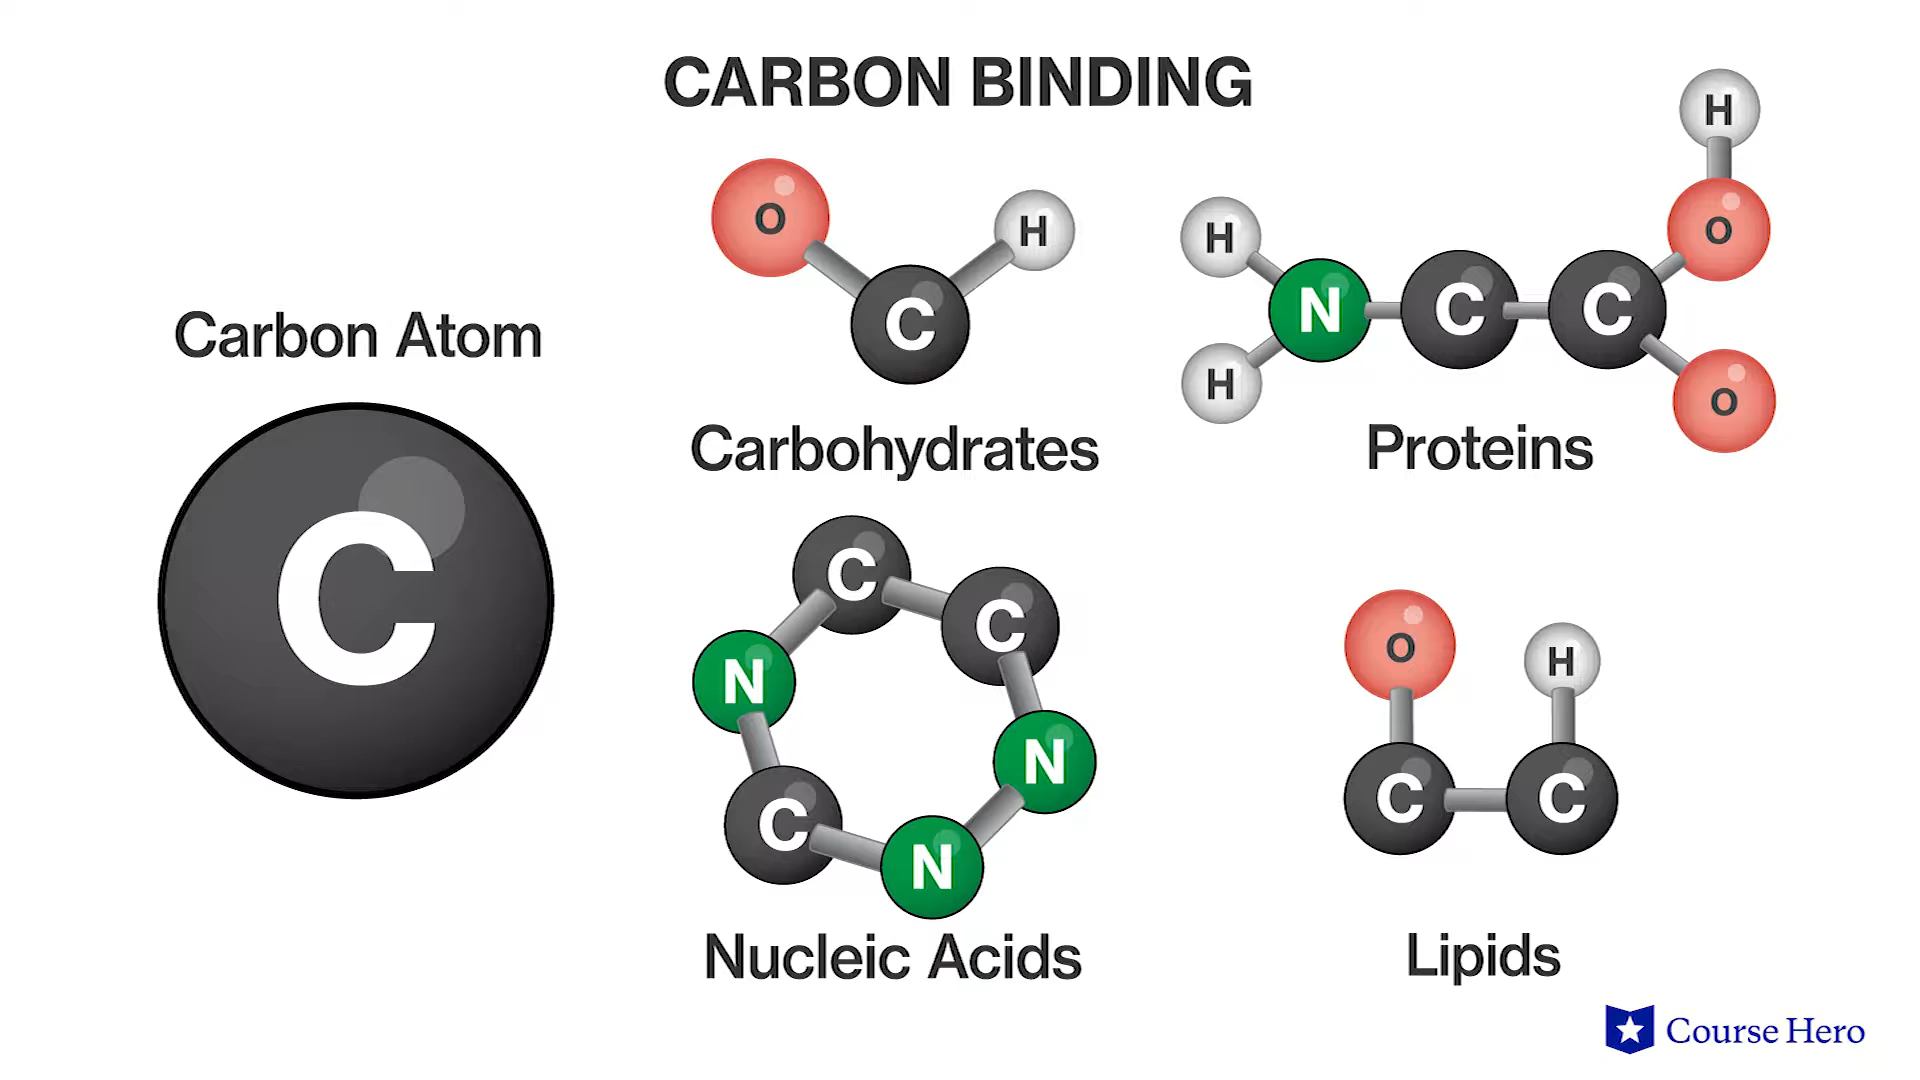 CARBON BINDING
Carbon Atom
C
O
H
C
Carbohydrates
H
H
N
C
C
H
O
O
Proteins
C
C
N
N
C
N
Nucleic Acids
O
H
C
C
Lipids
Course Hero